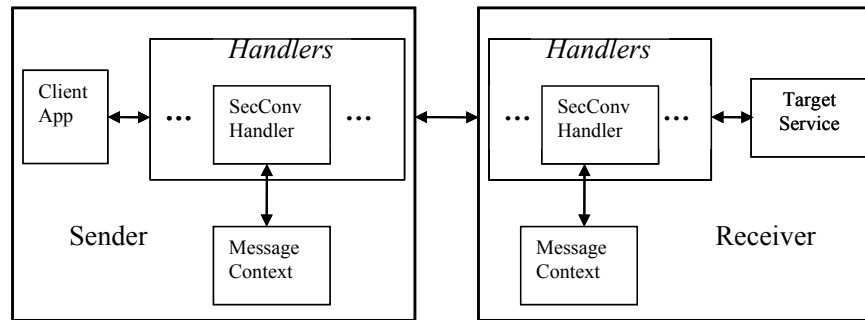 Handlers
Client
App
...
SecConv
Handler
...
Message
Context
Sender
Handlers
...
SecConv
Handler
...
Target
Service
Message
Context
Receiver